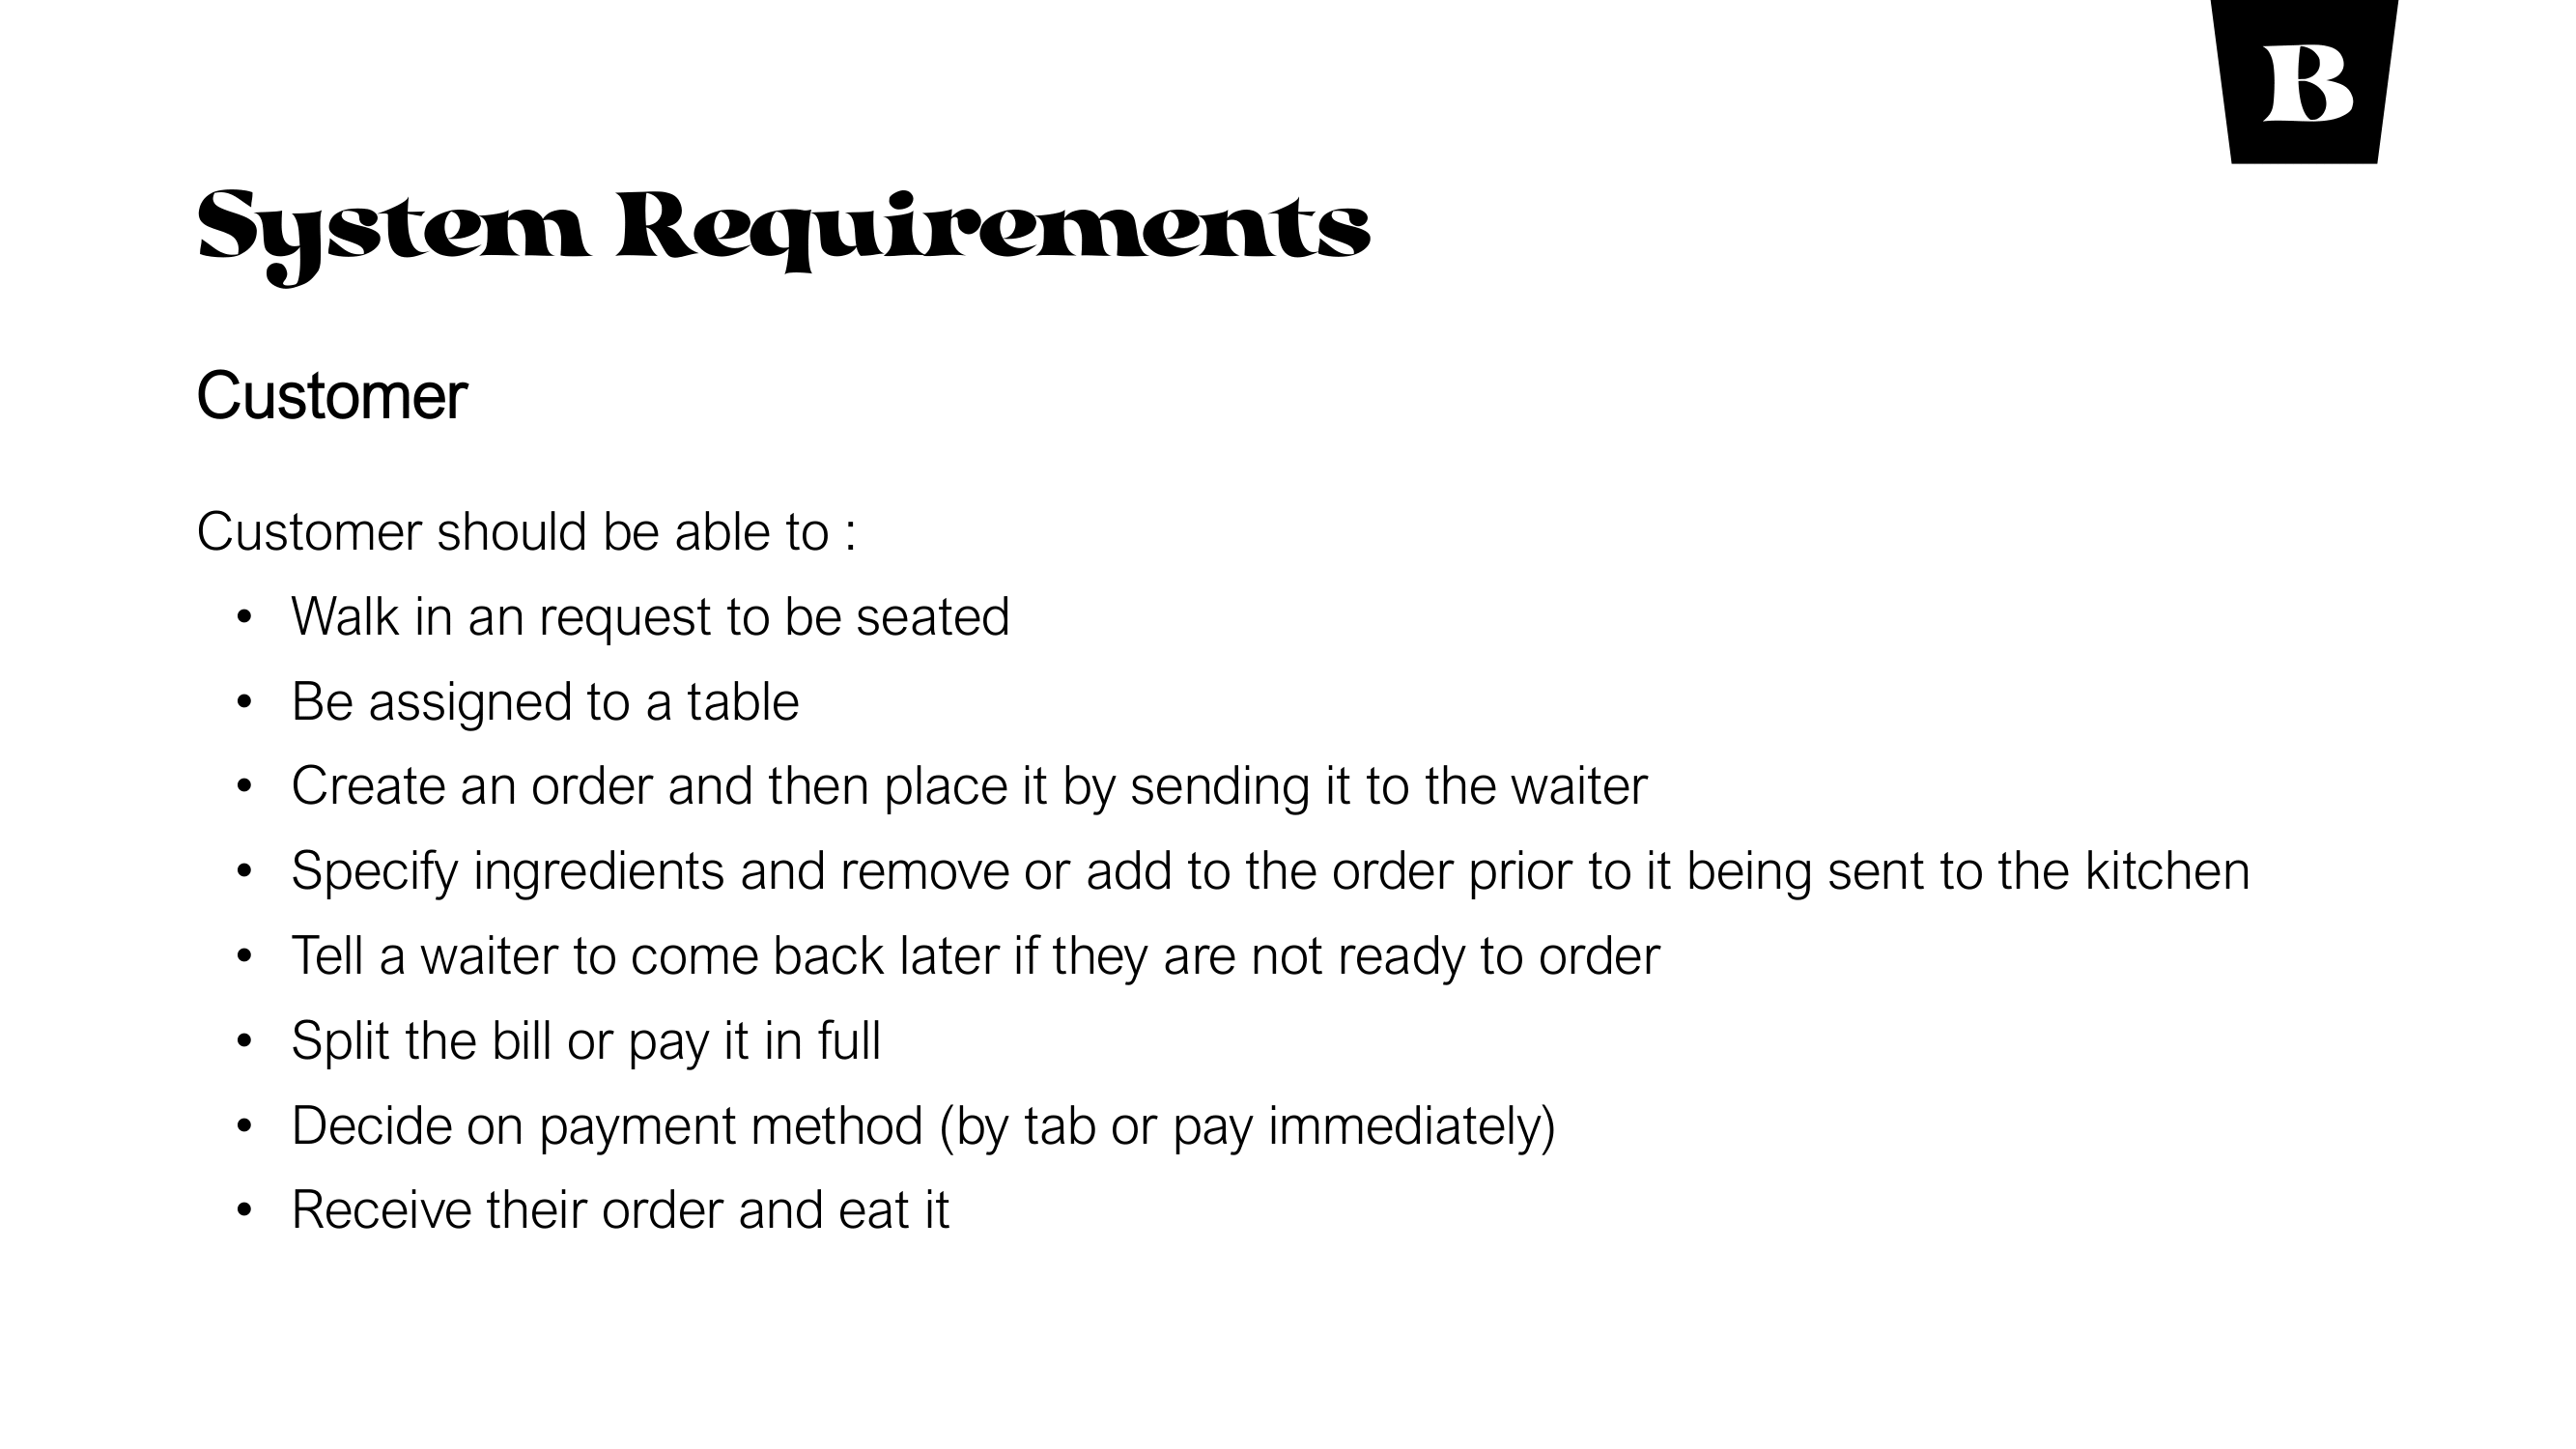 B
System Requirements
Customer
Customer should be able to :
• Walk in an request to be seated
• Be assigned to a table
• Create an order and then place it by sending it to the waiter
• Specify ingredients and remove or add to the order prior to it being sent to the kitchen
• Tell a waiter to come back later if they are not ready to order
• Split the bill or pay it in full
• Decide on payment method (by tab or pay immediately)
• Receive their order and eat it